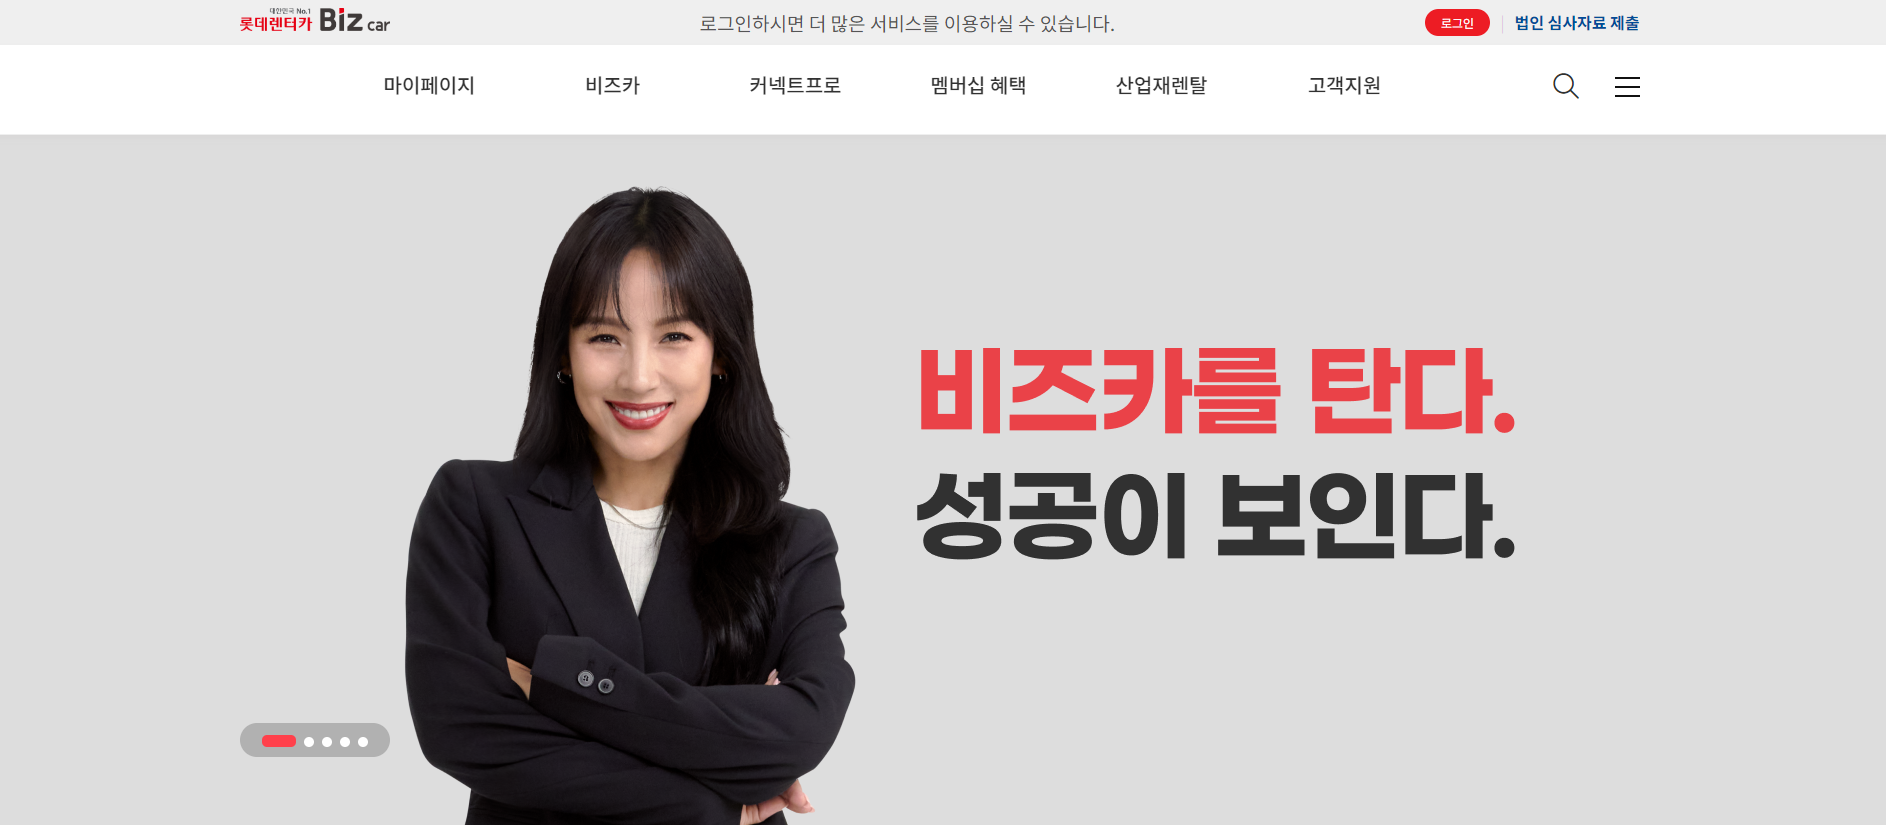 대한민국 No.1
롯데렌터카 Biz car
로그인하시면 더 많은 서비스를 이용하실 수 있습니다.
로그인
법인 심사자료 제출
마이페이지 비즈카 커넥트프로 멤버십 혜택 산업재렌탈 고객지원
비즈카를 탄다.
성공이 보인다.